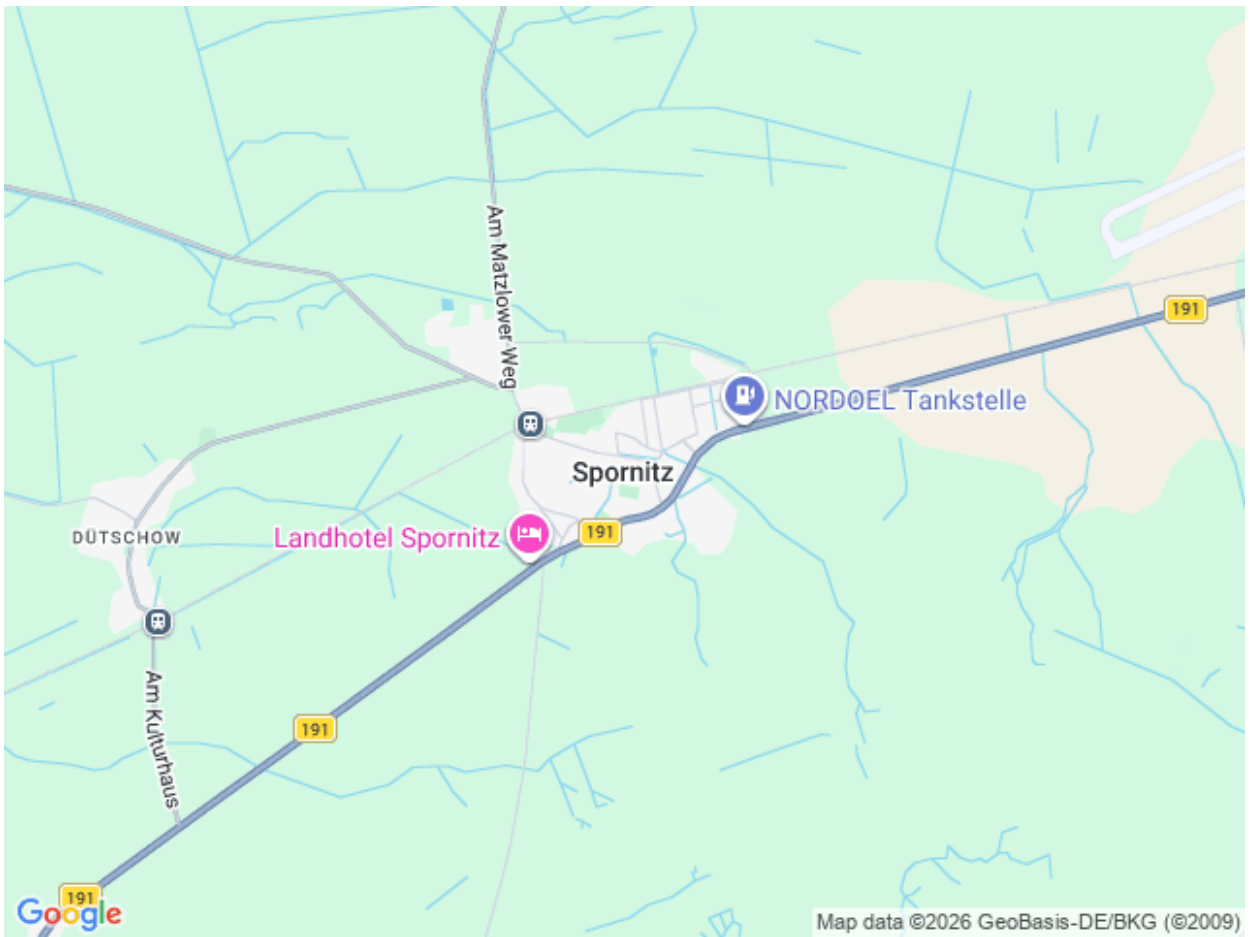 Am Matzlower Weg
191
NORDOEL Tankstelle
Spornitz
DÜTSCHOW
Landhotel Spornitz
191
Am Kulturhaus
191
191
Google
Map data ©2026 GeoBasis-DE/BKG (©2009)